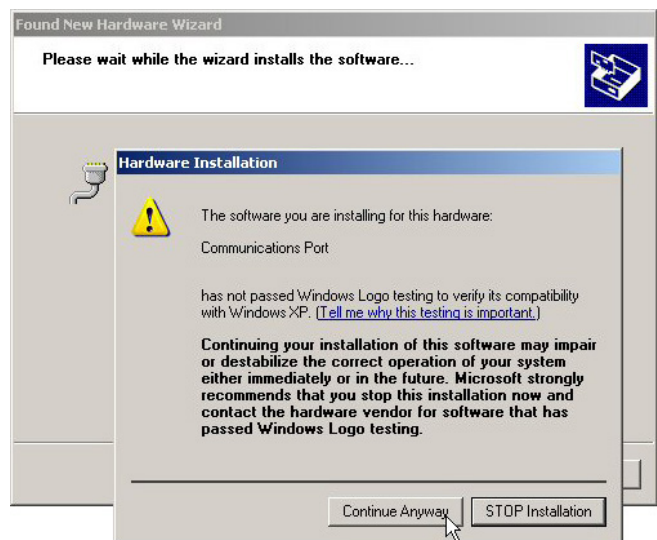 Found New Hardware Wizard
Please wait while the wizard installs the software...
Hardware Installation
The software you are installing for this hardware:
Communications Port
has not passed Windows Logo testing to verify its compatibility
with Windows XP. (Tell me why this testing is important.)
Continuing your installation of this software may impair
or destabilize the correct operation of your system
either immediately or in the future. Microsoft strongly
recommends that you stop this installation now and
contact the hardware vendor for software that has
passed Windows Logo testing.
Continue Anyway
STOP Installation